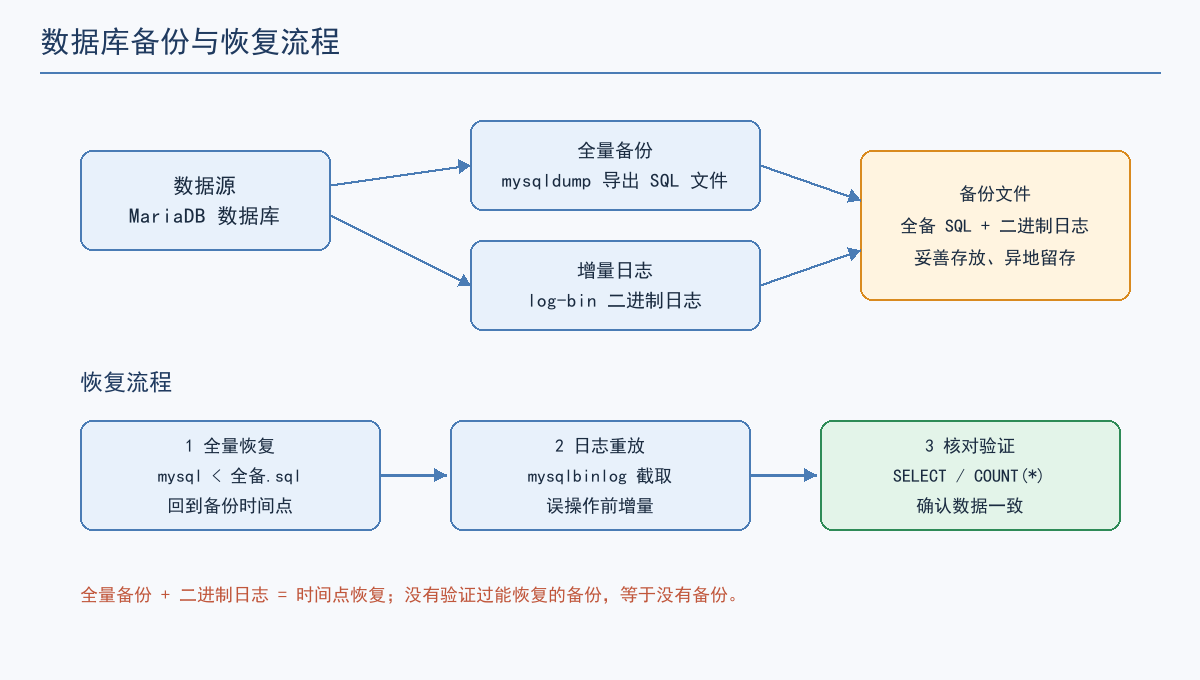 数据库备份与恢复流程
数据源
MariaDB 数据库
全量备份
mysqldump 导出 SQL 文件
增量日志
log-bin 二进制日志
备份文件
全备 SQL + 二进制日志
妥善存放、异地留存
恢复流程
1 全量恢复
mysql < 全备.sql
回到备份时间点
2 日志重放
mysqlbinlog 截取
误操作前增量
3 核对验证
SELECT / COUNT(*)
确认数据一致
全量备份 + 二进制日志 = 时间点恢复；没有验证过能恢复的备份，等于没有备份。